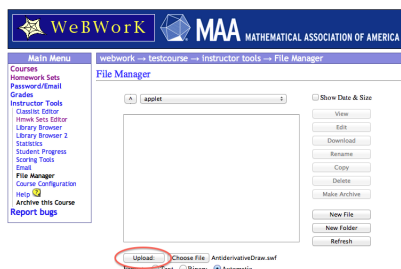 WeBWorK MAA MATHEMATICAL ASSOCIATION OF AMERICA
Main Menu
Courses
Homework Sets
Password/Email
Grades
Instructor Tools
Classlist Editor
Hmwk Sets Editor
Library Browser
Library Browser 2
Statistics
Student Progress
Scoring Tools
Email
File Manager
Course Configuration
Help
Archive this Course
Report bugs
webwork → testcourse → Instructor tools → File Manager
File Manager
^ applet
Show Date & Size
View
Edit
Download
Rename
Copy
Delete
Make Archive
New File
New Folder
Refresh
Upload: Choose File AntiderivativeDraw.swf
Text Binary Automatic